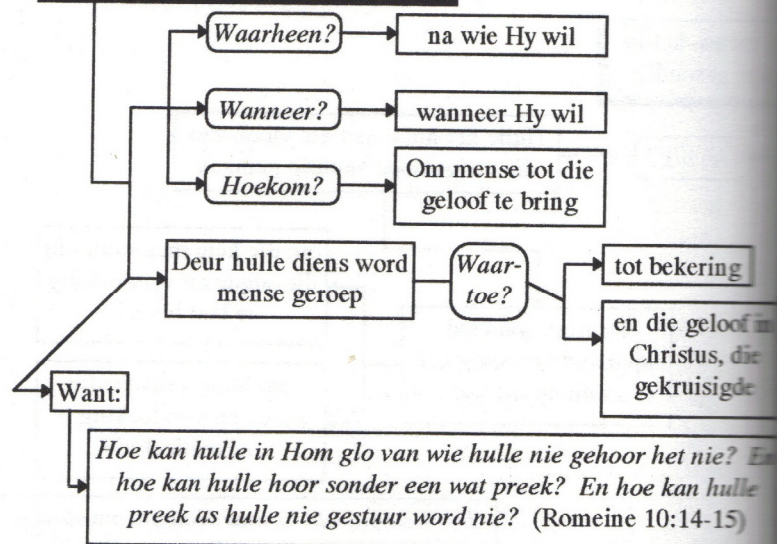 Waarheen?
na wie Hy wil
Wanneer?
wanneer Hy wil
Hoekom?
Om mense tot die
geloof te bring
Deur hulle diens word
mense geroep
Waar-
toe?
tot bekering
en die geloof in
Christus, die
gekruisigde
Want:
Hoe kan hulle in Hom glo van wie hulle nie gehoor het nie? En
hoe kan hulle hoor sonder een wat preek? En hoe kan hulle
preek as hulle nie gestuur word nie? (Romeine 10:14-15)